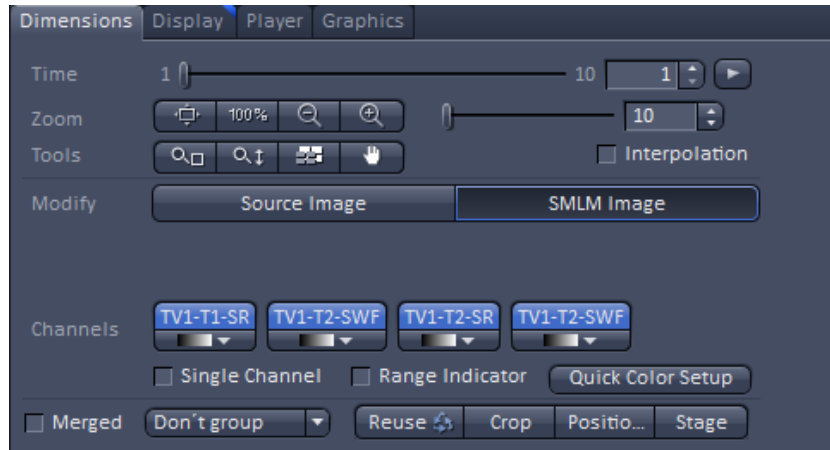 Dimensions Display Player Graphics
Time 1 10 1
Zoom 100% 10
Tools Interpolation
Modify Source Image SMLM Image
Channels TV1-T1-SR TV1-T2-SWF TV1-T2-SR TV1-T2-SWF
Single Channel Range Indicator Quick Color Setup
Merged Don´t group Reuse Crop Positio... Stage